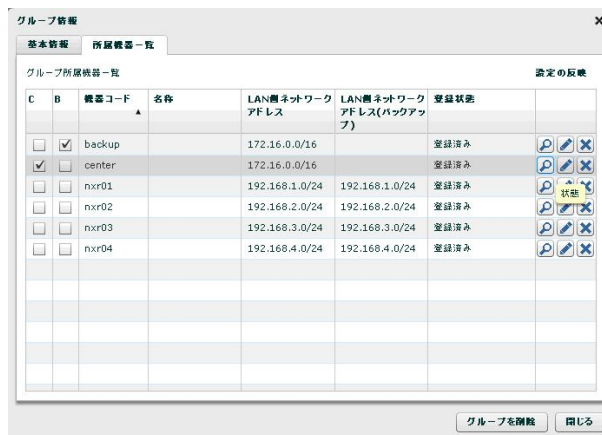 グループ情報
基本情報 所属機器一覧
グループ所属機器一覧 設定の反映
C B 機器コード ▲ 名称 LAN側ネットワークアドレス LAN側ネットワークアドレス(バックアップ) 登録状態
backup 172.16.0.0/16 登録済み
center 172.16.0.0/16 登録済み
nxr01 192.168.1.0/24 192.168.1.0/24 登録済み
状態
nxr02 192.168.2.0/24 192.168.2.0/24 登録済み
nxr03 192.168.3.0/24 192.168.3.0/24 登録済み
nxr04 192.168.4.0/24 192.168.4.0/24 登録済み
グループを削除 閉じる